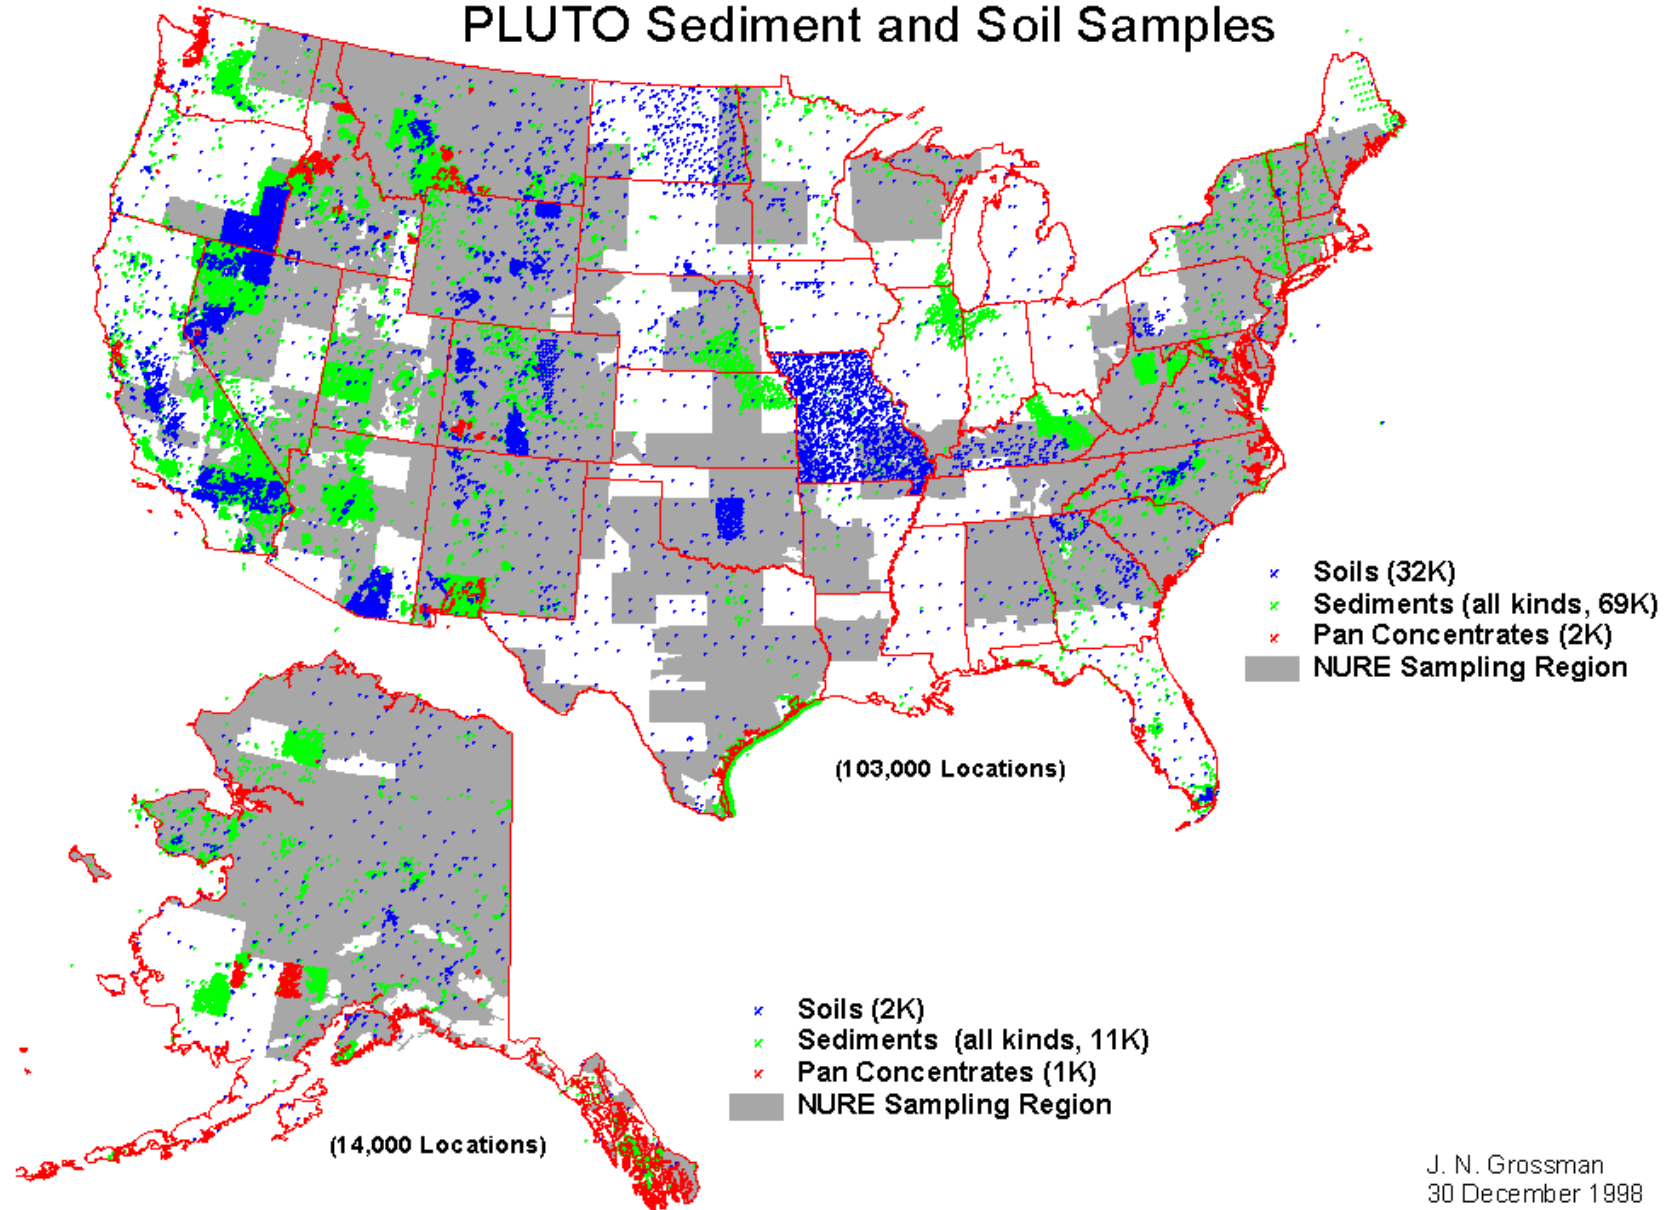 PLUTO Sediment and Soil Samples
Soils (32K)
Sediments (all kinds, 69K)
Pan Concentrates (2K)
NURE Sampling Region
(103,000 Locations)
Soils (2K)
Sediments (all kinds, 11K)
Pan Concentrates (1K)
NURE Sampling Region
(14,000 Locations)
J. N. Grossman
30 December 1998